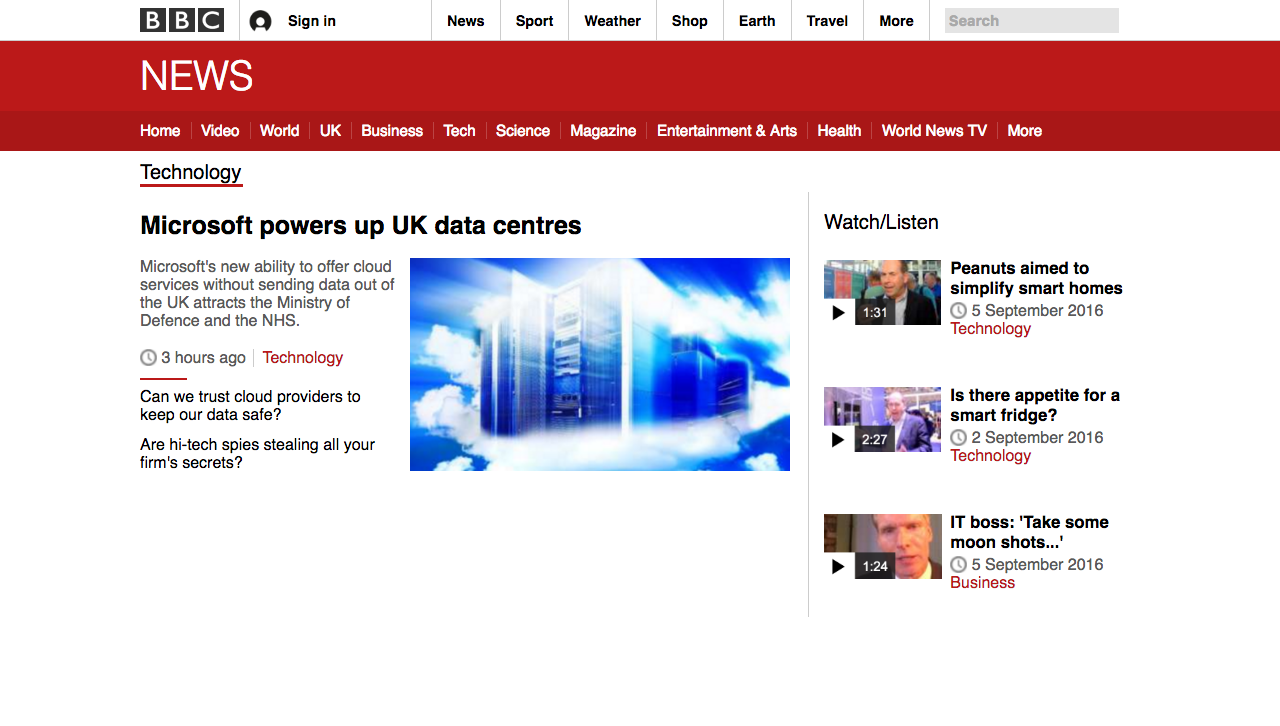 BBC Sign in News Sport Weather Shop Earth Travel More Search
NEWS
Home Video World UK Business Tech Science Magazine Entertainment & Arts Health World News TV More
Technology
Microsoft powers up UK data centres
Microsoft's new ability to offer cloud
services without sending data out of
the UK attracts the Ministry of
Defence and the NHS.
3 hours ago Technology
Can we trust cloud providers to
keep our data safe?
Are hi-tech spies stealing all your
firm's secrets?
Watch/Listen
1:31
Peanuts aimed to
simplify smart homes
5 September 2016
Technology
2:27
Is there appetite for a
smart fridge?
2 September 2016
Technology
1:24
IT boss: 'Take some
moon shots...'
5 September 2016
Business